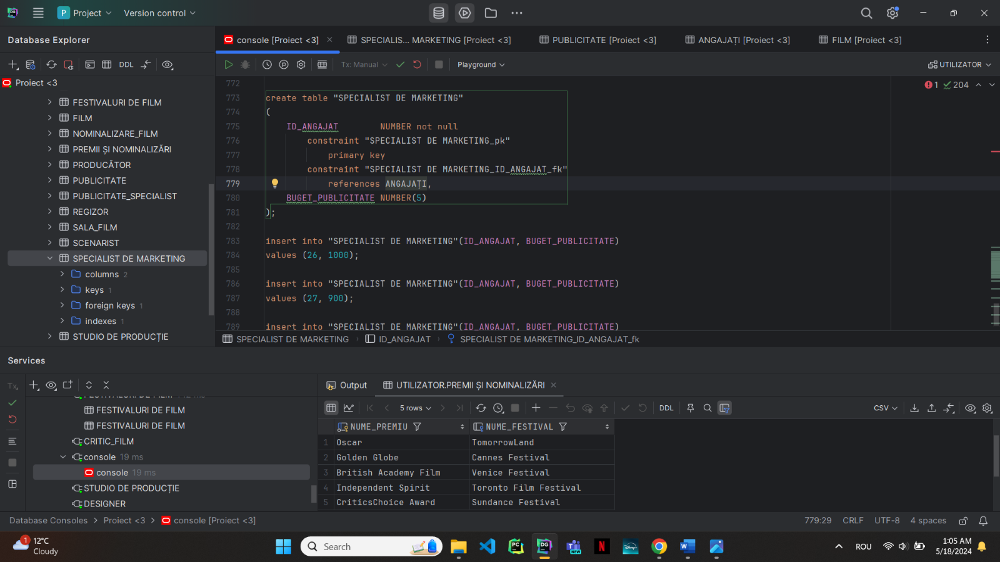 DG
P Project
Version control
Database Explorer
console [Proiect <3]
SPECIALIS... MARKETING [Proiect <3]
PUBLICITATE [Proiect <3]
ANGAJAȚI [Proiect <3]
FILM [Proiect <3]
DDL
Tx: Manual
Playground
UTILIZATOR
Proiect <3
FESTIVALURI DE FILM
FILM
NOMINALIZARE_FILM
PREMII ȘI NOMINALIZĂRI
PRODUCĂTOR
PUBLICITATE
PUBLICITATE_SPECIALIST
REGIZOR
SALA_FILM
SCENARIST
SPECIALIST DE MARKETING
columns 2
keys 1
foreign keys 1
indexes 1
STUDIO DE PRODUCȚIE
1 204
772
773 create table "SPECIALIST DE MARKETING"
774 (
775 ID_ANGAJAT NUMBER not null
776 constraint "SPECIALIST DE MARKETING_pk"
777 primary key
778 constraint "SPECIALIST DE MARKETING_ID_ANGAJAT_fk"
779 references ANGAJAȚI,
780 BUGET_PUBLICITATE NUMBER(5)
781 );
782
783 insert into "SPECIALIST DE MARKETING"(ID_ANGAJAT, BUGET_PUBLICITATE)
784 values (26, 1000);
785
786 insert into "SPECIALIST DE MARKETING"(ID_ANGAJAT, BUGET_PUBLICITATE)
787 values (27, 900);
788
789 insert into "SPECIALIST DE MARKETING"(ID_ANGAJAT, BUGET_PUBLICITATE)
SPECIALIST DE MARKETING > ID_ANGAJAT > SPECIALIST DE MARKETING_ID_ANGAJAT_fk
Services
Tx
FESTIVALURI DE FILM
FESTIVALURI DE FILM
FESTIVALURI DE FILM
CRITIC_FILM
console 19 ms
console 19 ms
STUDIO DE PRODUCȚIE
DESIGNER
Output
UTILIZATOR.PREMII ȘI NOMINALIZĂRI
5 rows
DDL
CSV
NUME_PREMIU NUME_FESTIVAL
1 Oscar TomorrowLand
2 Golden Globe Cannes Festival
3 British Academy Film Venice Festival
4 Independent Spirit Toronto Film Festival
5 CriticsChoice Award Sundance Festival
Database Consoles > Proiect <3 > console [Proiect <3]
779:29 CRLF UTF-8 4 spaces
1
12°C
Cloudy
Search
PC
DG
NEW
N
Disney+
W
ROU
1:05 AM
5/18/2024